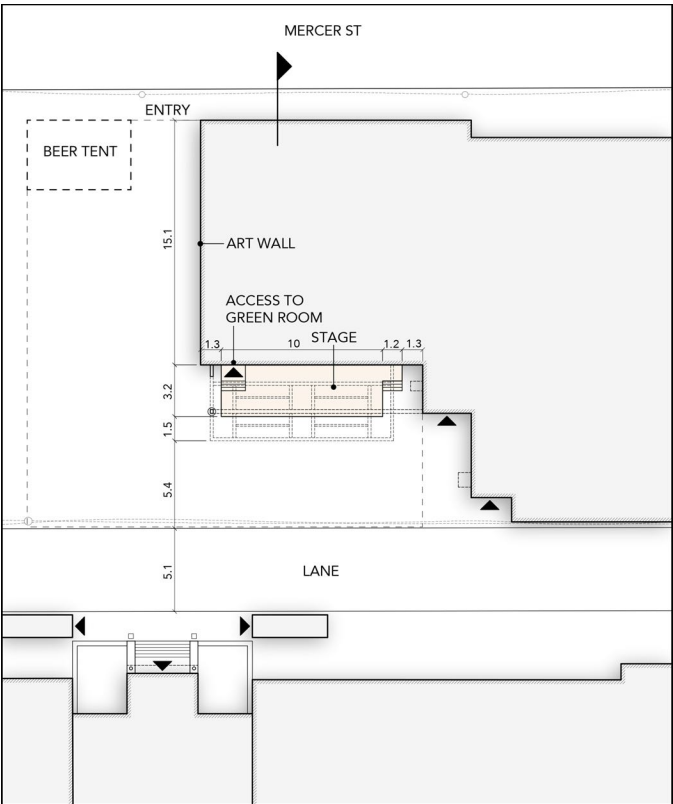 MERCER ST
ENTRY
BEER TENT
15.1
ART WALL
ACCESS TO
GREEN ROOM
STAGE
1.3
10
1.2
1.3
3.2
1.5
5.4
5.1
LANE